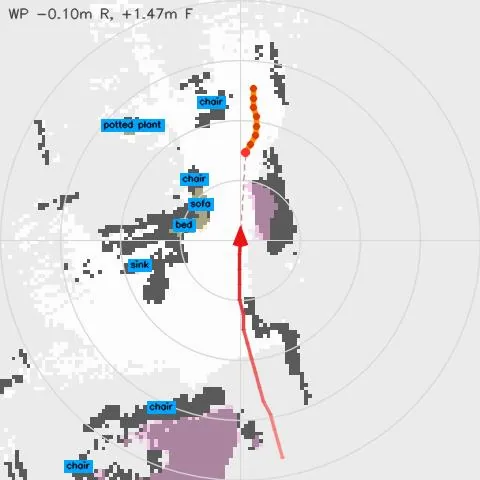 WP -0.10m R, +1.47m F
chair
potted plant
chair
sofa
bed
sink
chair
chair